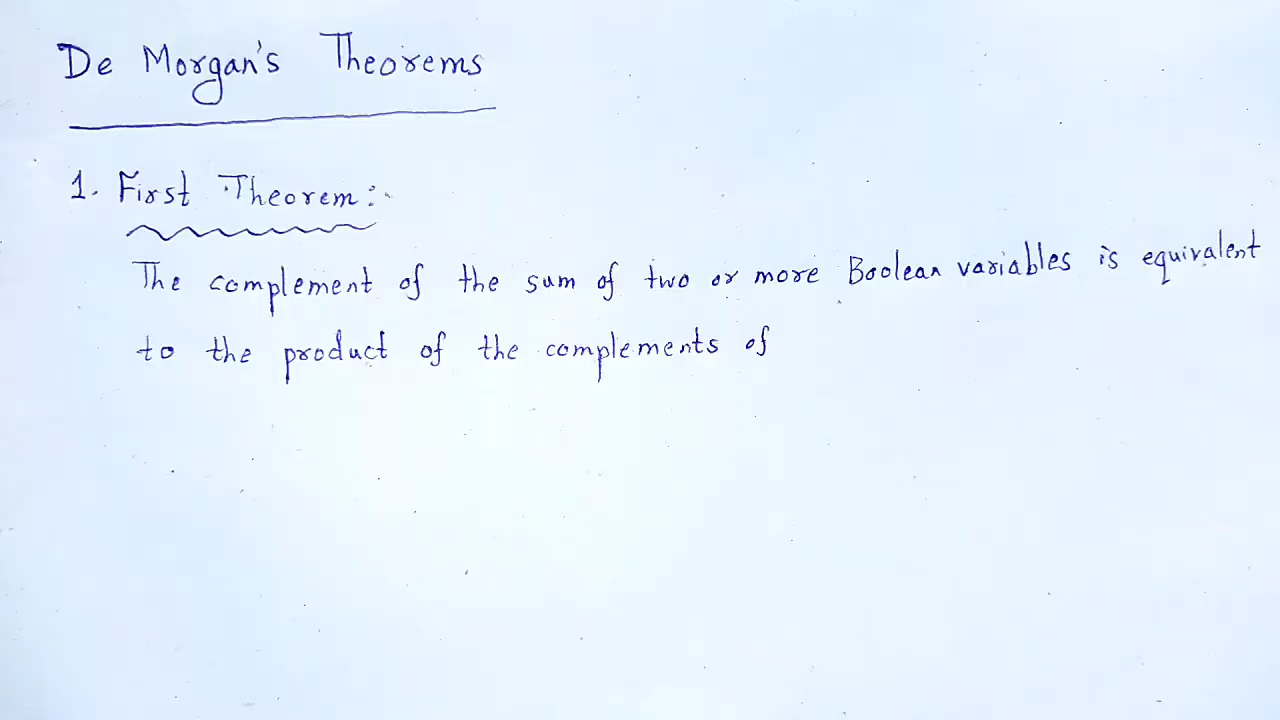 De Morgan's Theorems
1. First Theorem:-
The complement of the sum of two or more Boolean variables is equivalent
to the product of the complements of